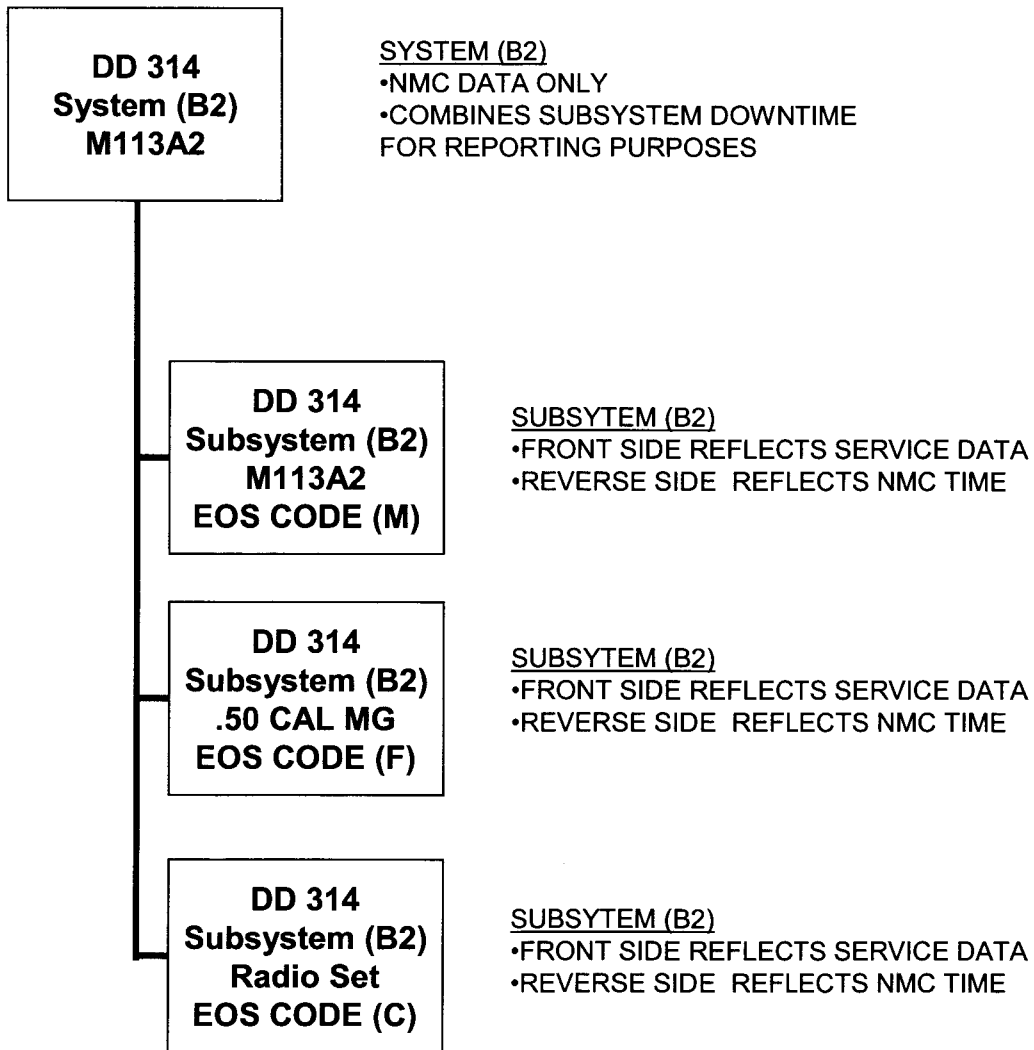 DD 314
System (B2)
M113A2
SYSTEM (B2)
•NMC DATA ONLY
•COMBINES SUBSYSTEM DOWNTIME
FOR REPORTING PURPOSES
DD 314
Subsystem (B2)
M113A2
EOS CODE (M)
SUBSYTEM (B2)
•FRONT SIDE REFLECTS SERVICE DATA
•REVERSE SIDE REFLECTS NMC TIME
DD 314
Subsystem (B2)
.50 CAL MG
EOS CODE (F)
SUBSYTEM (B2)
•FRONT SIDE REFLECTS SERVICE DATA
•REVERSE SIDE REFLECTS NMC TIME
DD 314
Subsystem (B2)
Radio Set
EOS CODE (C)
SUBSYTEM (B2)
•FRONT SIDE REFLECTS SERVICE DATA
•REVERSE SIDE REFLECTS NMC TIME